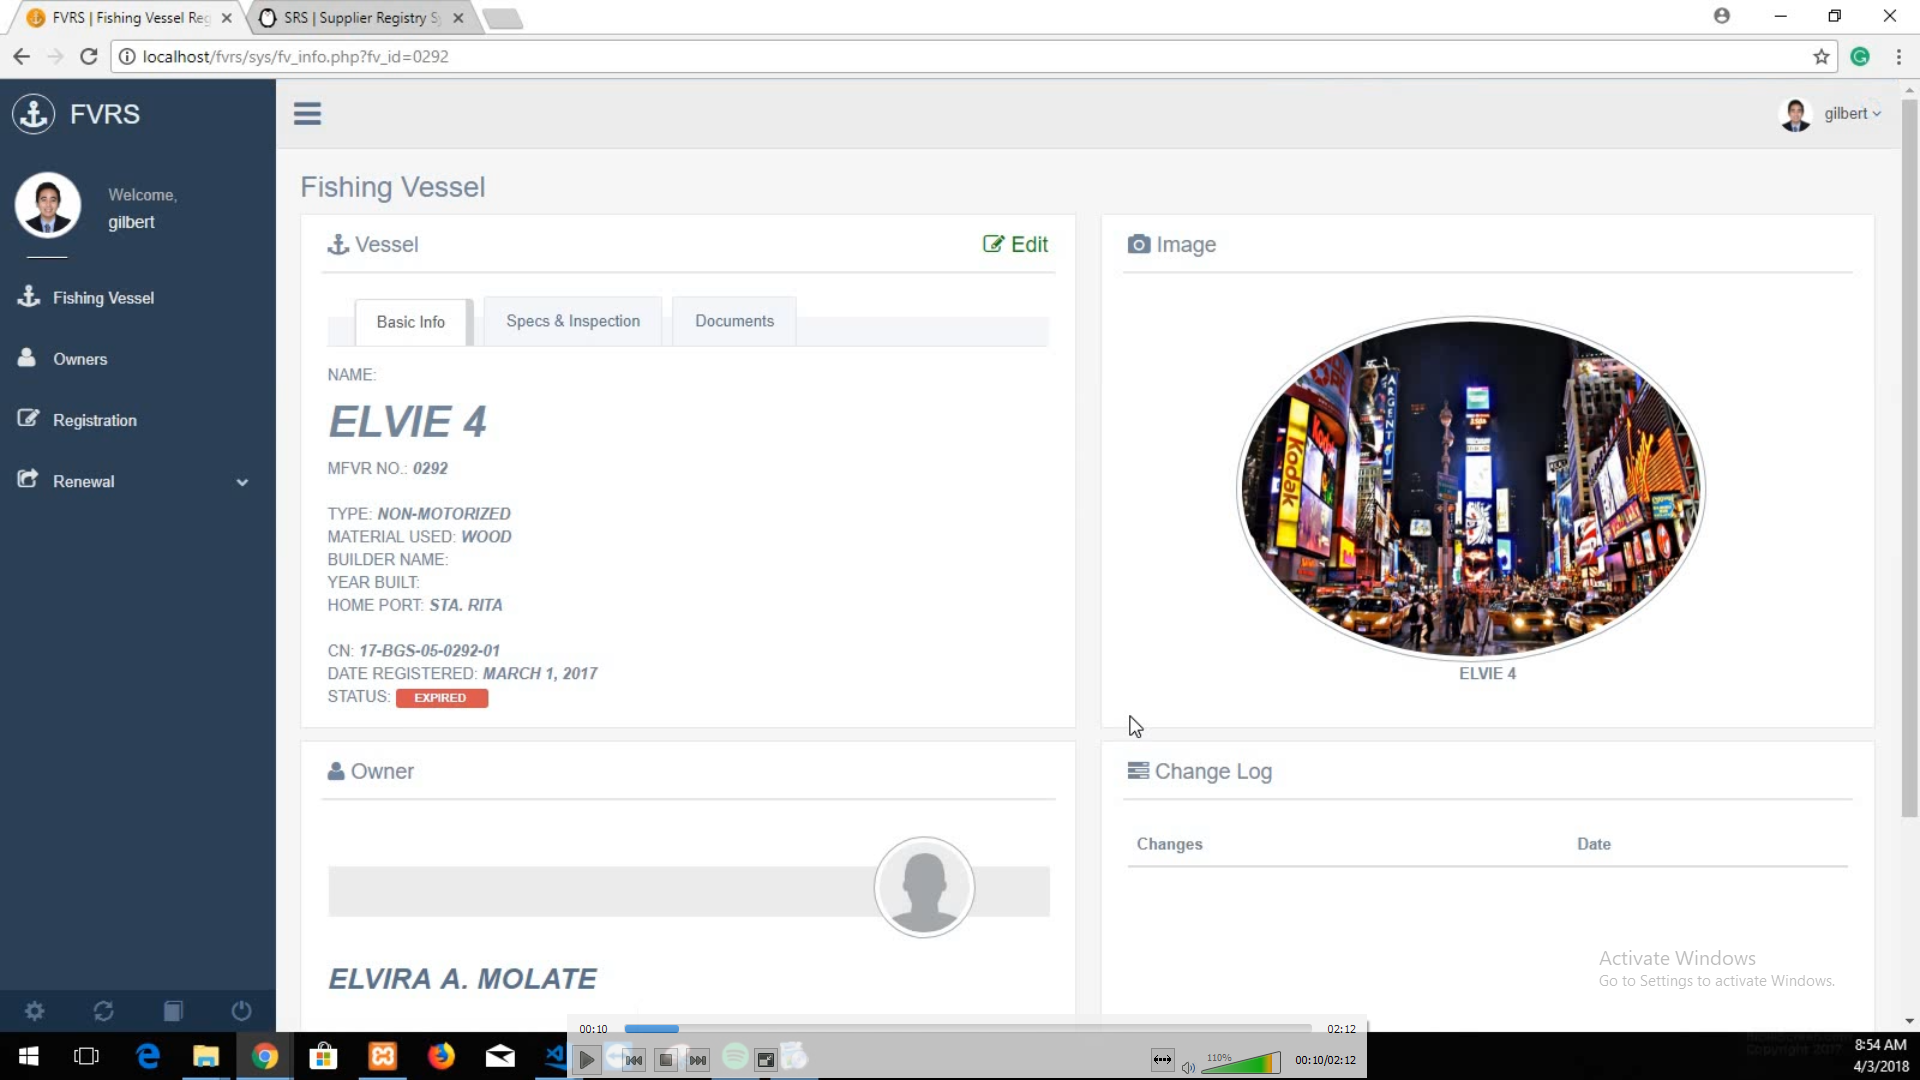 FVRS | Fishing Vessel Reg
SRS | Supplier Registry S
localhost/fvrs/sys/fv_info.php?fv_id=0292
FVRS
gilbert
Welcome,
gilbert
Fishing Vessel
Owners
Registration
Renewal
Fishing Vessel
Vessel
Edit
Basic Info
Specs & Inspection
Documents
NAME:
ELVIE 4
MFVR NO.: 0292
TYPE: NON-MOTORIZED
MATERIAL USED: WOOD
BUILDER NAME:
YEAR BUILT:
HOME PORT: STA. RITA
CN: 17-BGS-05-0292-01
DATE REGISTERED: MARCH 1, 2017
STATUS: EXPIRED
Image
ARGENT
Kodak
Kodak
ELVIE 4
Owner
ELVIRA A. MOLATE
Change Log
Changes
Date
Activate Windows
Go to Settings to activate Windows.
00:10
02:12
110%
00:10/02:12
Copyright 2017
8:54 AM
4/3/2018